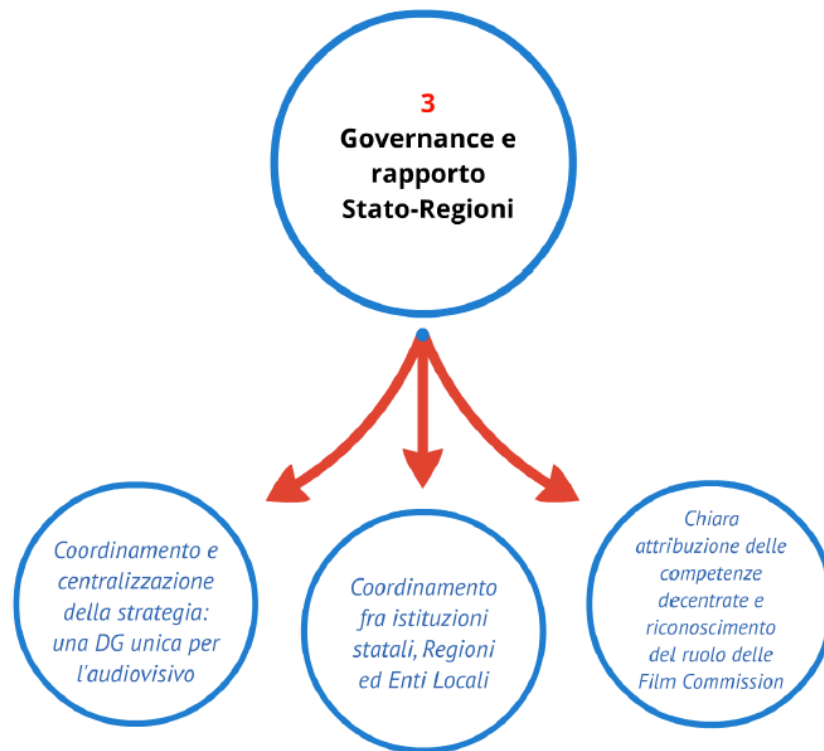 3
Governance e
rapporto
Stato-Regioni
Coordinamento e
centralizzazione
della strategia:
una DG unica per
l'audiovisivo
Coordinamento
fra istituzioni
statali, Regioni
ed Enti Locali
Chiara
attribuzione delle
competenze
decentrate e
riconoscimento
del ruolo delle
Film Commission